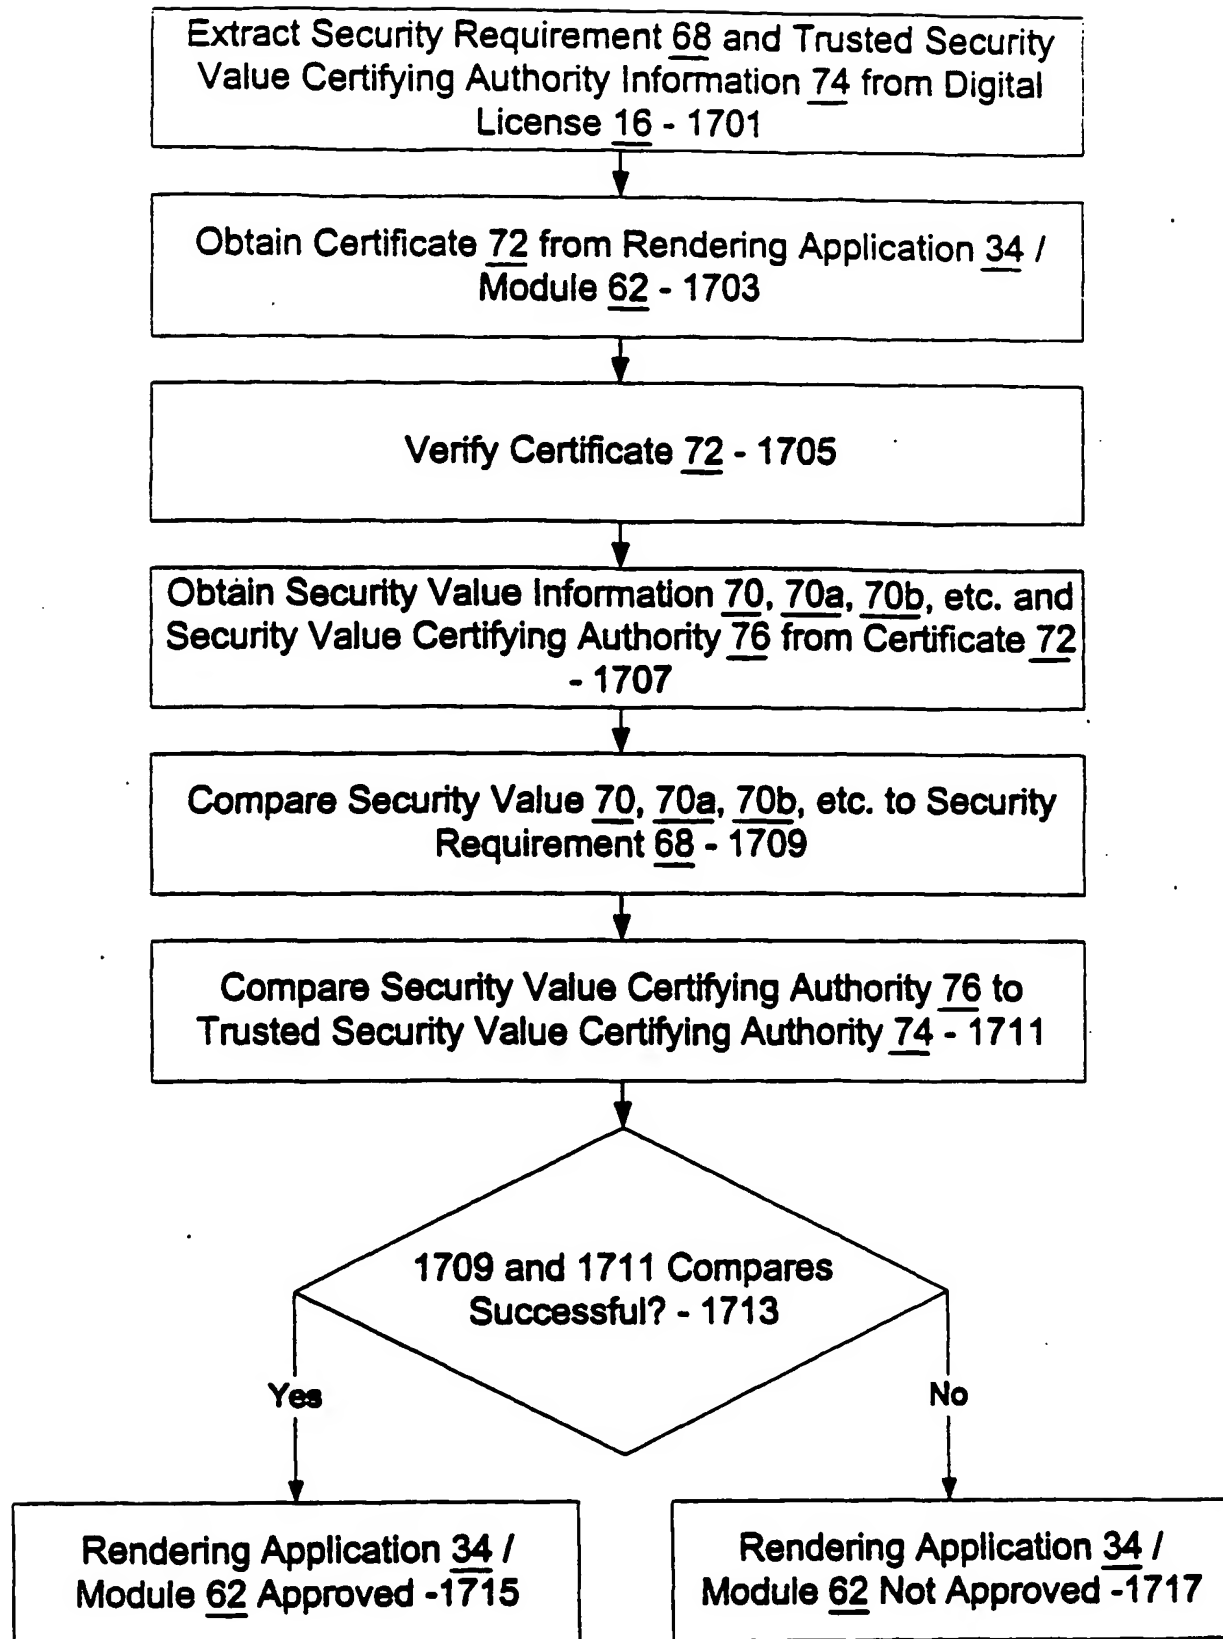 Extract Security Requirement 68 and Trusted Security
Value Certifying Authority Information 74 from Digital
License 16 - 1701
Obtain Certificate 72 from Rendering Application 34 /
Module 62 - 1703
Verify Certificate 72 - 1705
Obtain Security Value Information 70, 70a, 70b, etc. and
Security Value Certifying Authority 76 from Certificate 72
- 1707
Compare Security Value 70, 70a, 70b, etc. to Security
Requirement 68 - 1709
Compare Security Value Certifying Authority 76 to
Trusted Security Value Certifying Authority 74 - 1711
1709 and 1711 Compares
Successful? - 1713
Yes
No
Rendering Application 34 /
Module 62 Approved -1715
Rendering Application 34 /
Module 62 Not Approved -1717